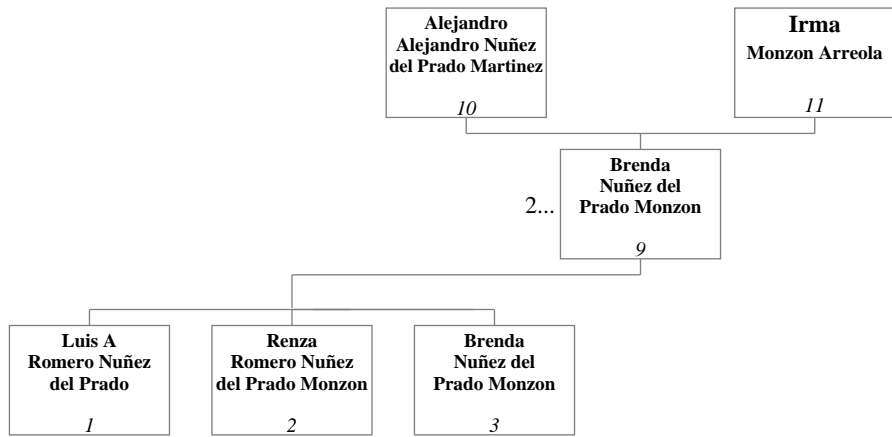 Alejandro
Alejandro Nuñez
del Prado Martinez
10
Irma
Monzon Arreola
11
2...
Brenda
Nuñez del
Prado Monzon
9
Luis A
Romero Nuñez
del Prado
1
Renza
Romero Nuñez
del Prado Monzon
2
Brenda
Nuñez del
Prado Monzon
3